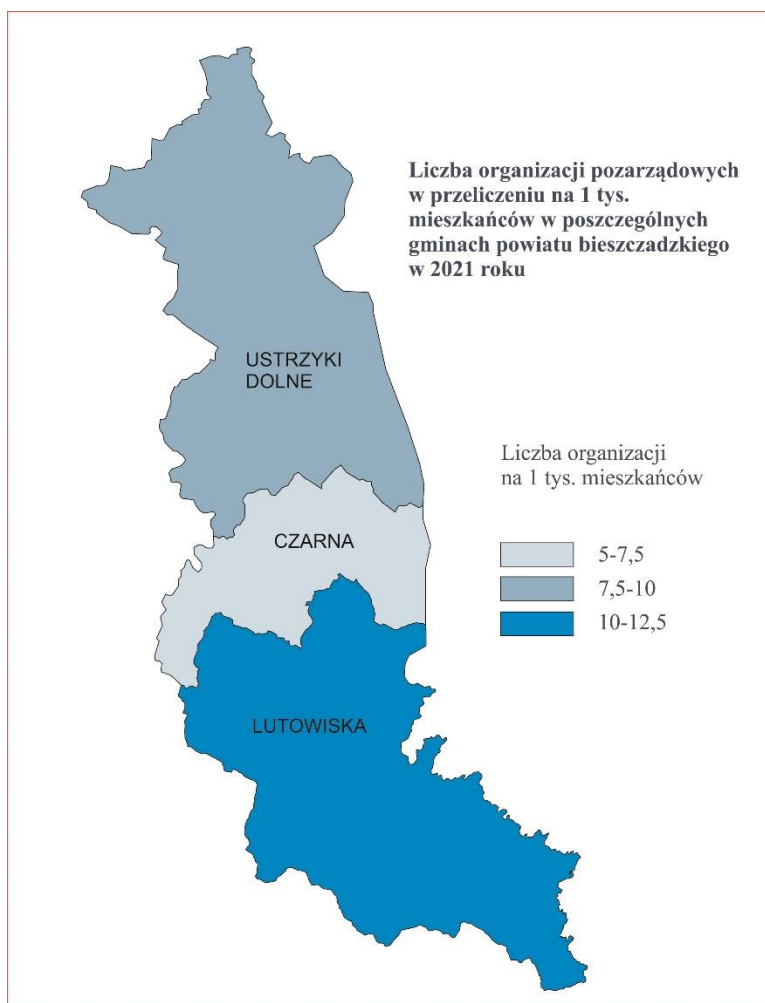 Liczba organizacji pozarządowych
w przeliczeniu na 1 tys.
mieszkańców w poszczególnych
gminach powiatu bieszczadzkiego
w 2021 roku
USTRZYKI
DOLNE
Liczba organizacji
na 1 tys. mieszkańców
CZARNA
5-7,5
7,5-10
10-12,5
LUTOWISKA